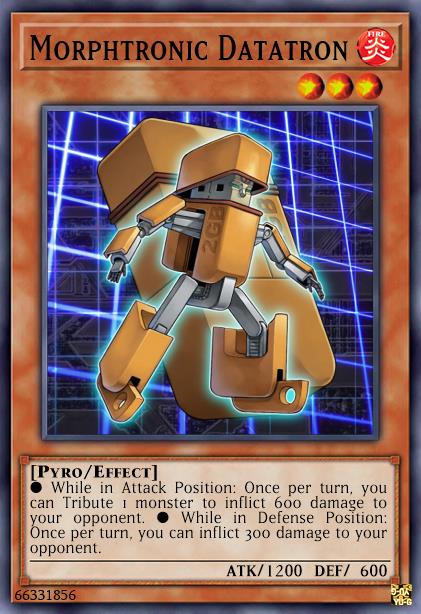 MORPHTRONIC DATATRON
FIRE
炎
2GB
[PYRO/EFFECT]
● While in Attack Position: Once per turn, you
can Tribute 1 monster to inflict 600 damage to
your opponent. ● While in Defense Position:
Once per turn, you can inflict 300 damage to your
opponent.
ATK/1200 DEF/ 600
66331856